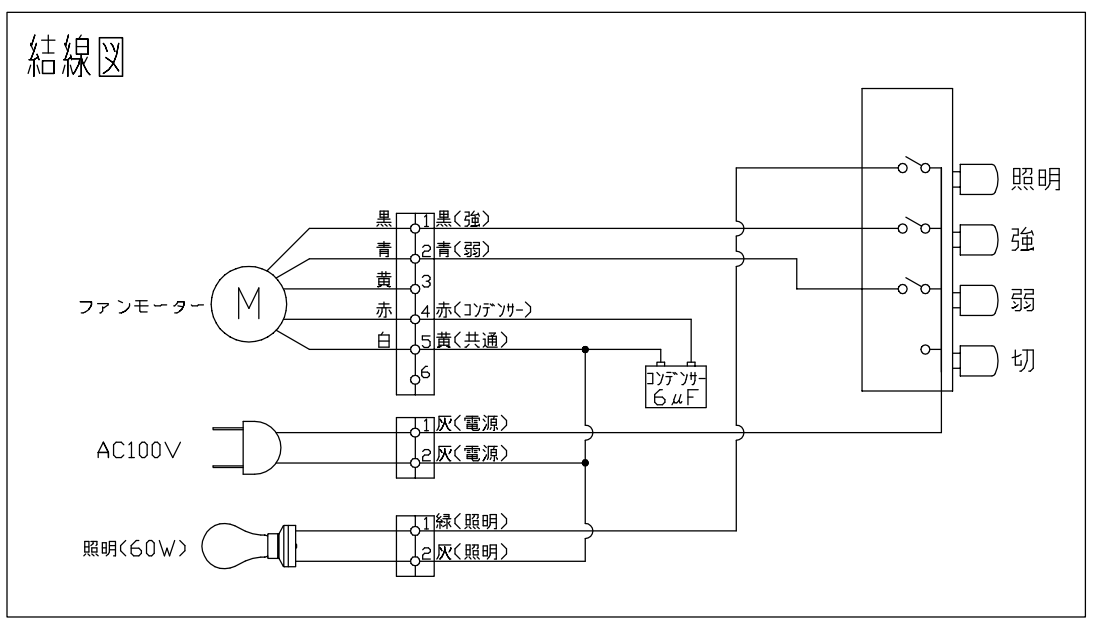 結線図
照明
黒 1 黒(強)
強
青 2 青(弱)
黄 3
弱
ファンモーター M 赤 4 赤(コンデンサー)
白 5 黄(共通)
切
6
コンデンサー
6μF
1 灰(電源)
AC100V
2 灰(電源)
1 緑(照明)
照明(60W)
2 灰(照明)